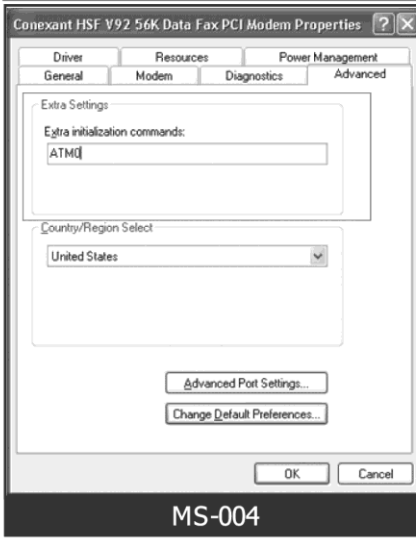 Conexant HSF V92 56K Data Fax PCI Modem Properties
Driver Resources Power Management
General Modem Diagnostics Advanced
Extra Settings
Extra initialization commands:
ATM0
Country/Region Select
United States
Advanced Port Settings...
Change Default Preferences...
OK Cancel
MS-004